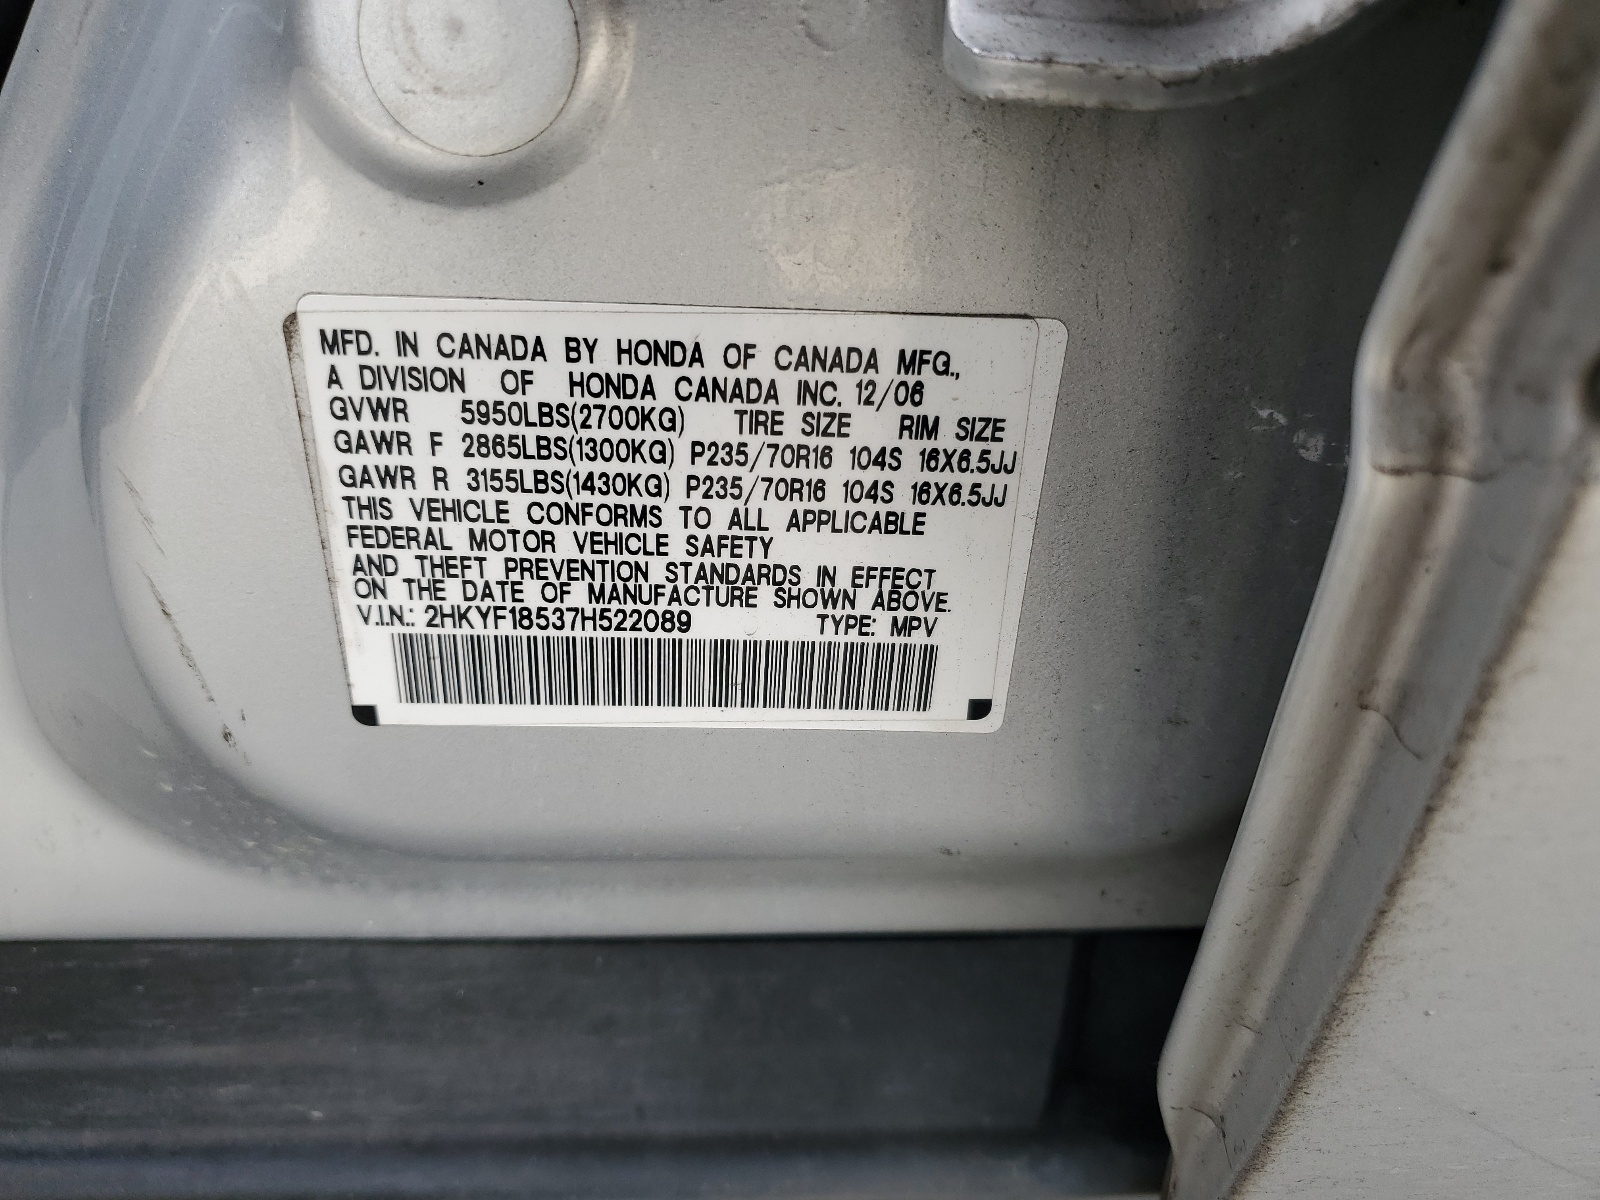 MFD. IN CANADA BY HONDA OF CANADA MFG.,
A DIVISION OF HONDA CANADA INC. 12/06
GVWR 5950LBS(2700KG) TIRE SIZE RIM SIZE
GAWR F 2865LBS(1300KG) P235/70R16 104S 16X6.5JJ
GAWR R 3155LBS(1430KG) P235/70R16 104S 16X6.5JJ
THIS VEHICLE CONFORMS TO ALL APPLICABLE
FEDERAL MOTOR VEHICLE SAFETY
AND THEFT PREVENTION STANDARDS IN EFFECT
ON THE DATE OF MANUFACTURE SHOWN ABOVE.
V.I.N.: 2HKYF18537H522089 TYPE: MPV